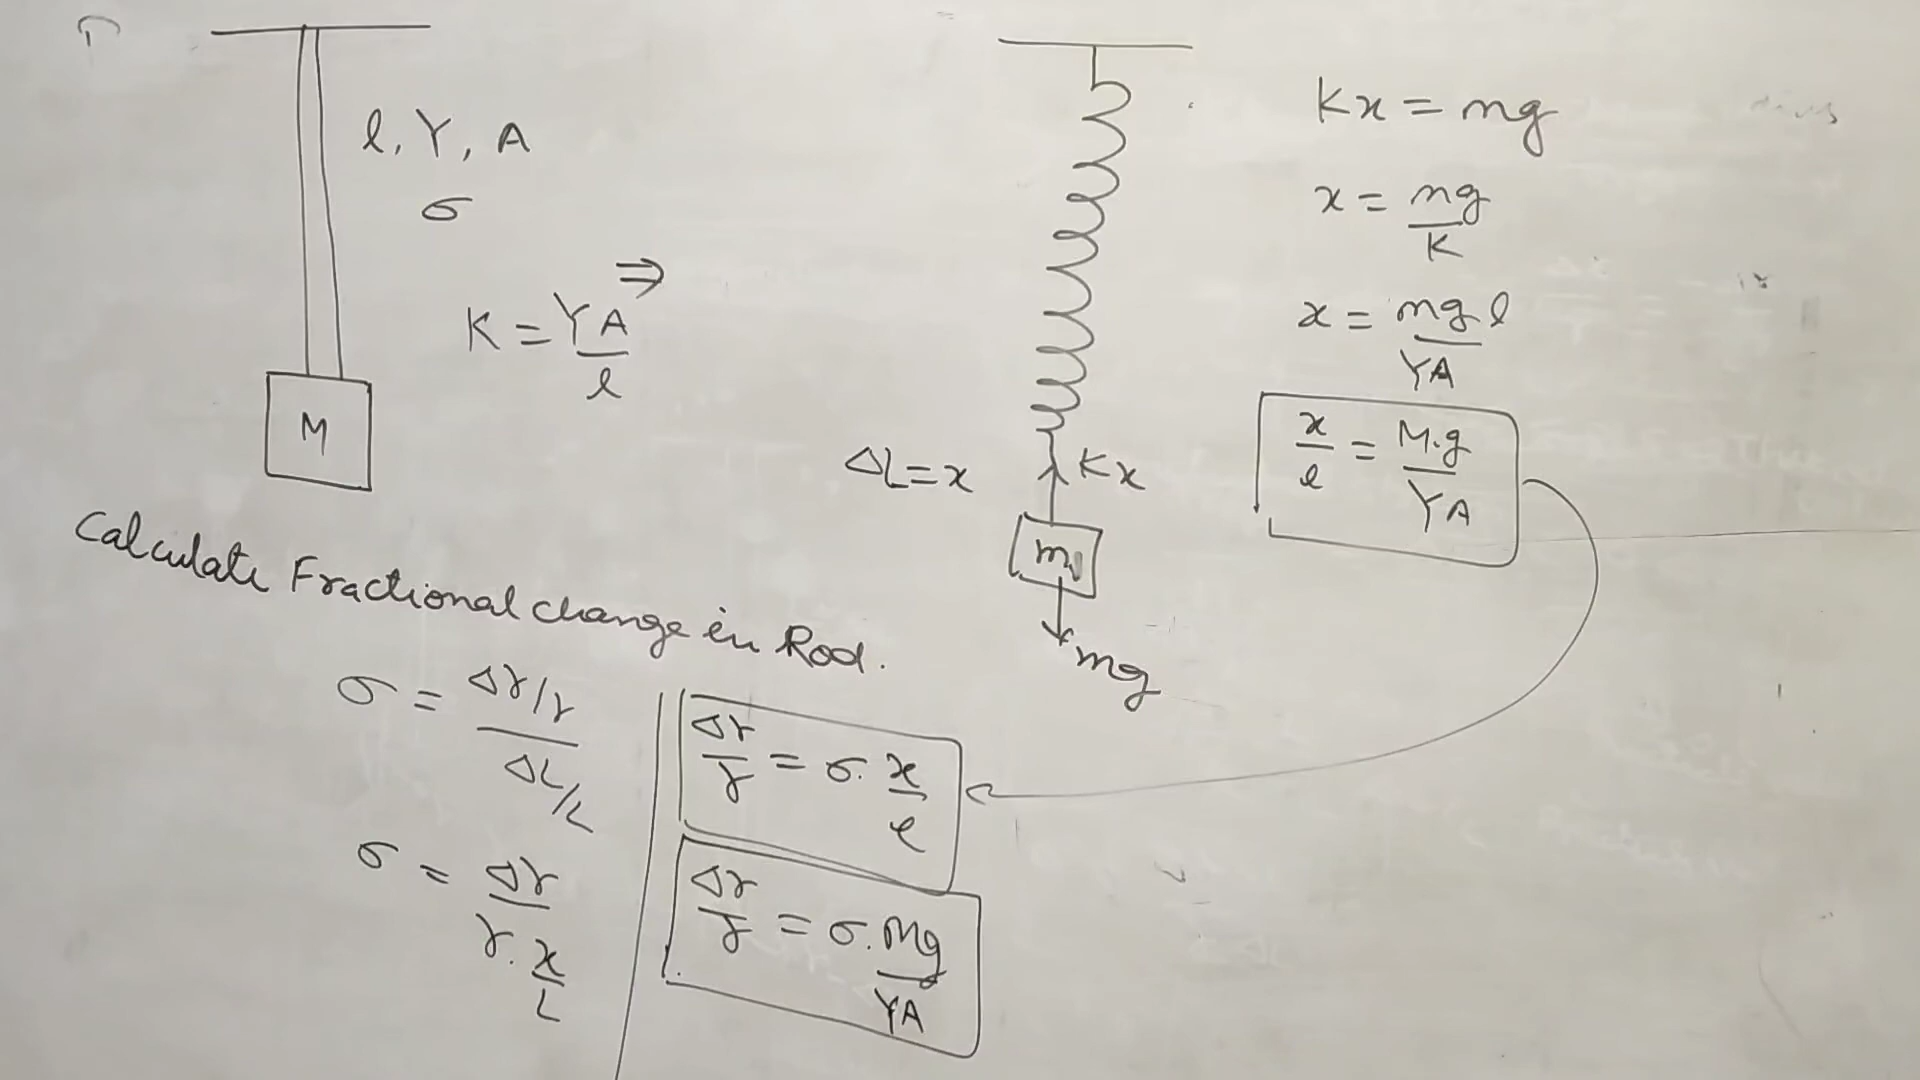 l, Y, A
σ
⇒
K = YA/l
M
Calculate Fractional change in Rod.
ΔL = x
Kx
m
mg
Kx = mg
x = mg/K
x = mgl/YA
x/l = M.g/YA
σ = Δr/r / ΔL/L
σ = Δr / r. x/L
Δr/r = σ. x/l
Δr/r = σ. Mg/YA